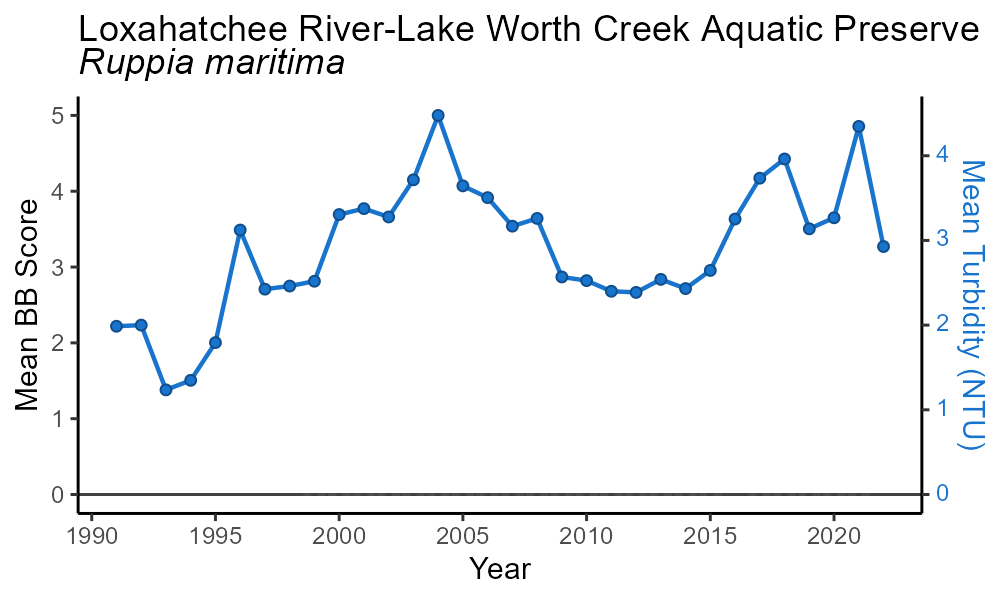 Loxahatchee River-Lake Worth Creek Aquatic Preserve
Ruppia maritima
Mean BB Score
5
4
3
2
1
0
4
3
2
1
0
Mean Turbidity (NTU)
1990 1995 2000 2005 2010 2015 2020
Year